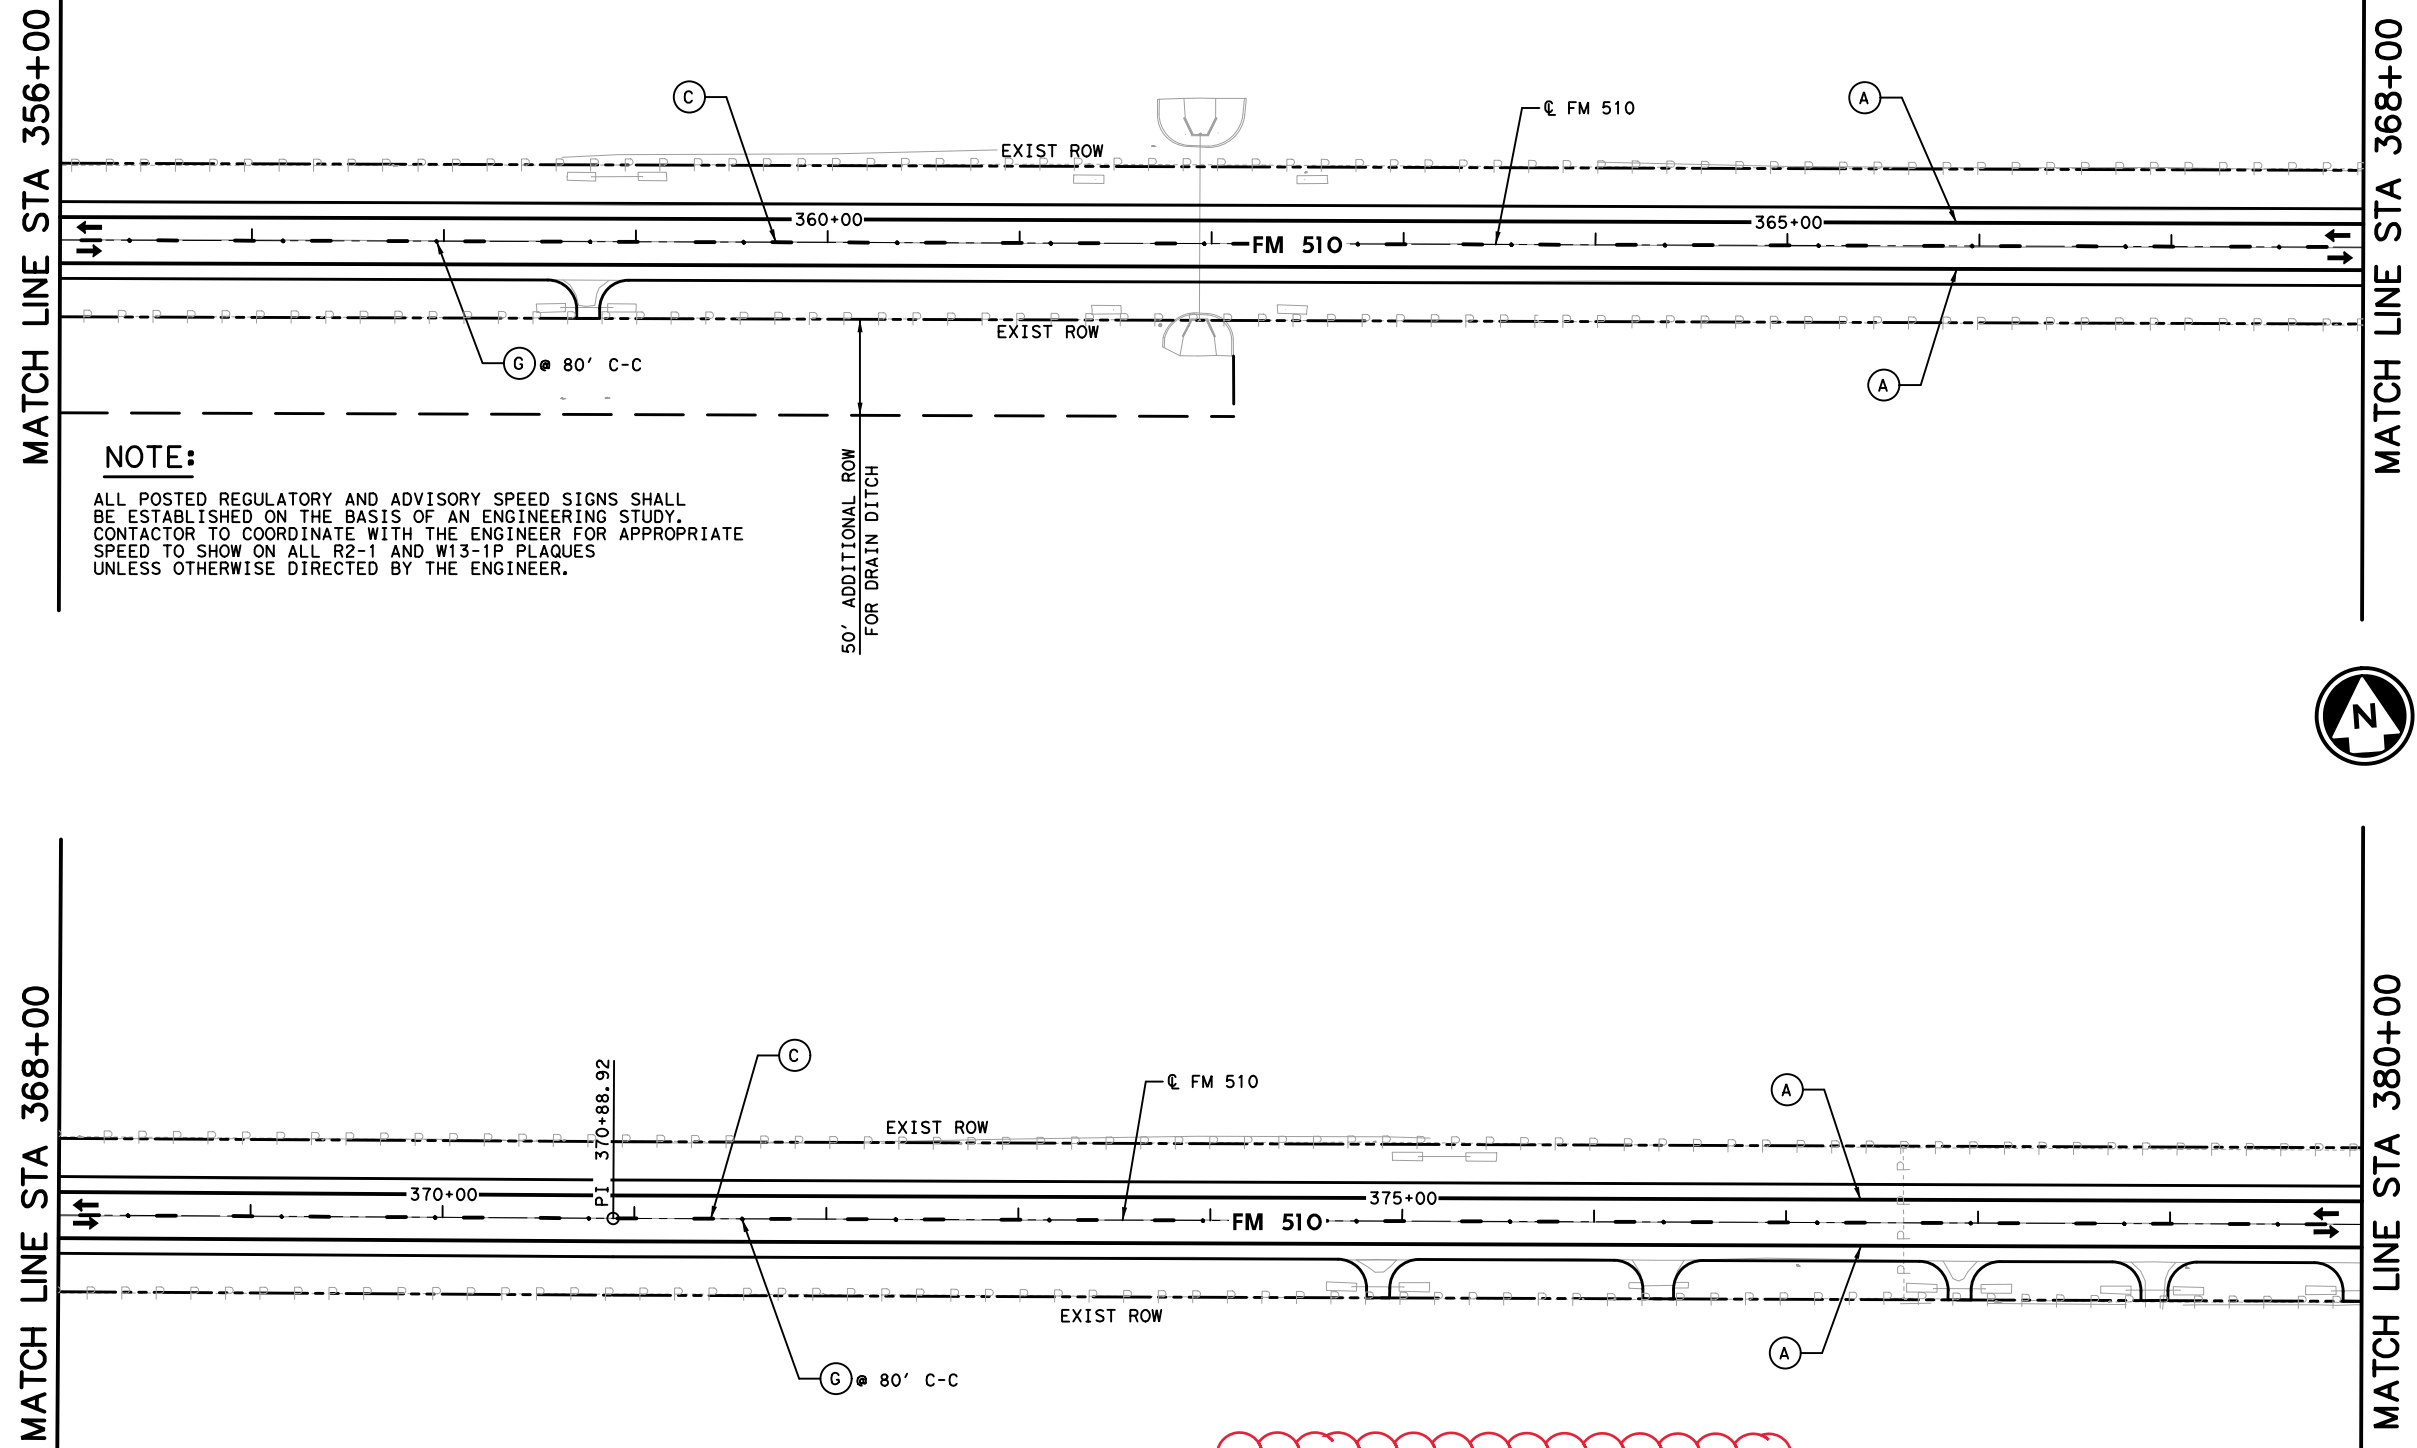 MATCH LINE STA 356+00
C
℄ FM 510
A
MATCH LINE STA 368+00
EXIST ROW
360+00
365+00
FM 510
EXIST ROW
G @ 80' C-C
A
NOTE:
ALL POSTED REGULATORY AND ADVISORY SPEED SIGNS SHALL
BE ESTABLISHED ON THE BASIS OF AN ENGINEERING STUDY.
CONTACTOR TO COORDINATE WITH THE ENGINEER FOR APPROPRIATE
SPEED TO SHOW ON ALL R2-1 AND W13-1P PLAQUES
UNLESS OTHERWISE DIRECTED BY THE ENGINEER.
50' ADDITIONAL ROW
FOR DRAIN DITCH
N
MATCH LINE STA 368+00
PI 370+88.92
C
℄ FM 510
A
MATCH LINE STA 380+00
EXIST ROW
370+00
375+00
FM 510
EXIST ROW
A
G @ 80' C-C